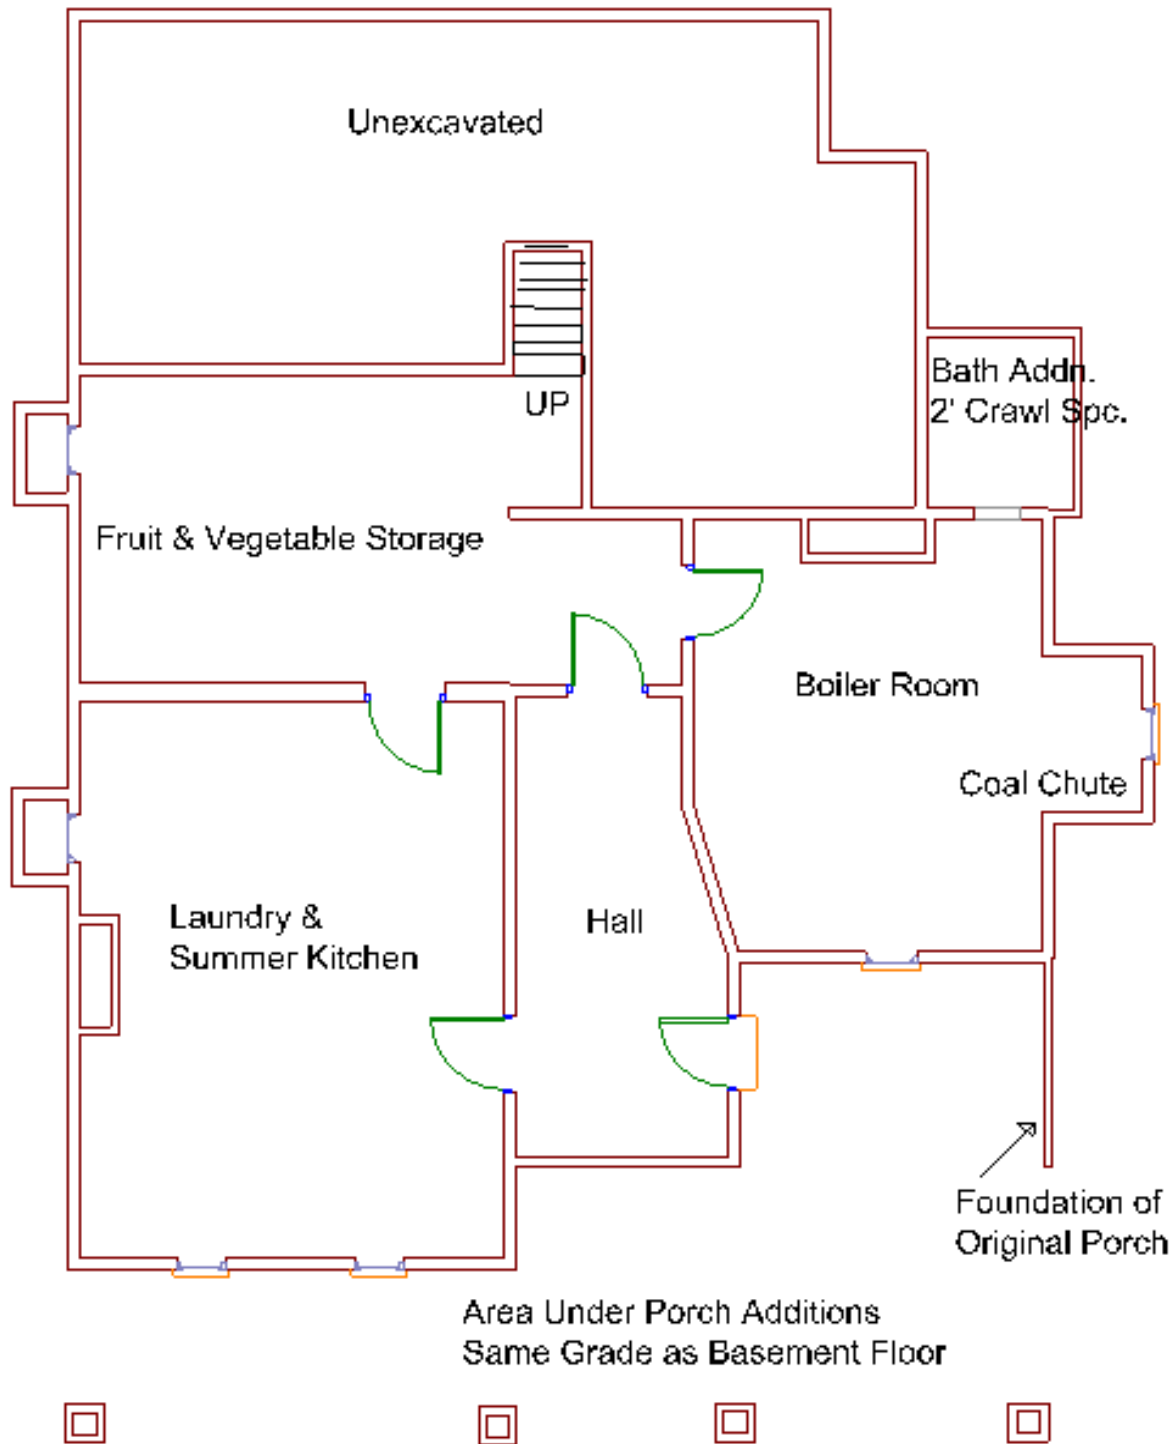 Unexcavated
Bath Addn.
2' Crawl Spc.
UP
Fruit & Vegetable Storage
Boiler Room
Coal Chute
Laundry &
Summer Kitchen
Hall
Foundation of
Original Porch
Area Under Porch Additions
Same Grade as Basement Floor